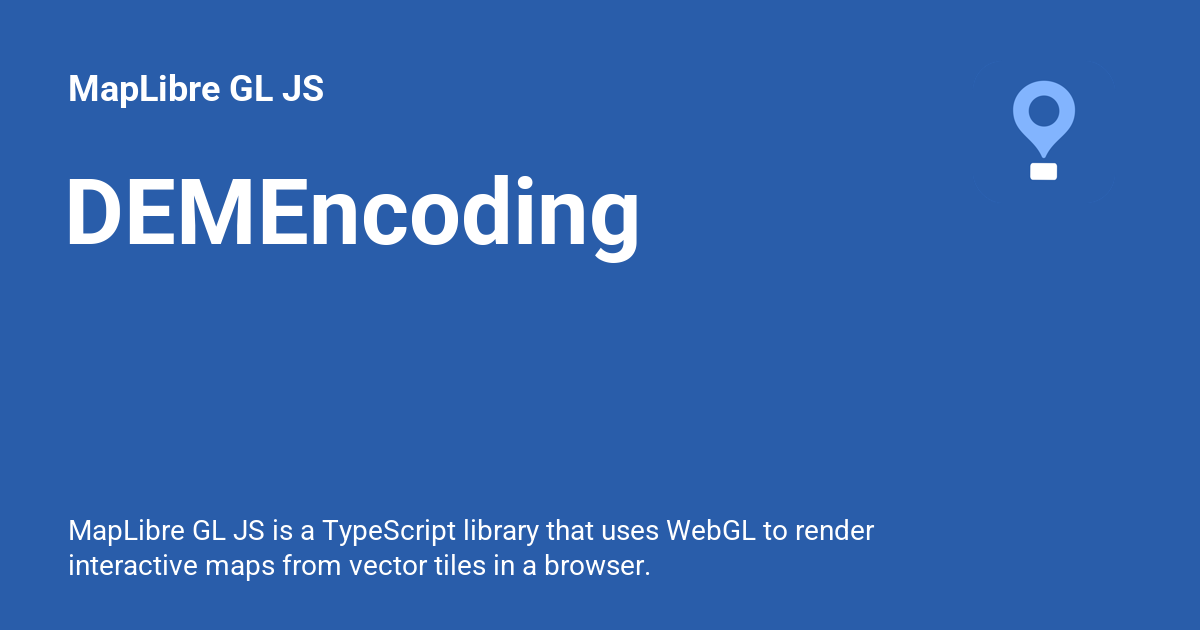 MapLibre GL JS
DEMEncoding
MapLibre GL JS is a TypeScript library that uses WebGL to render
interactive maps from vector tiles in a browser.